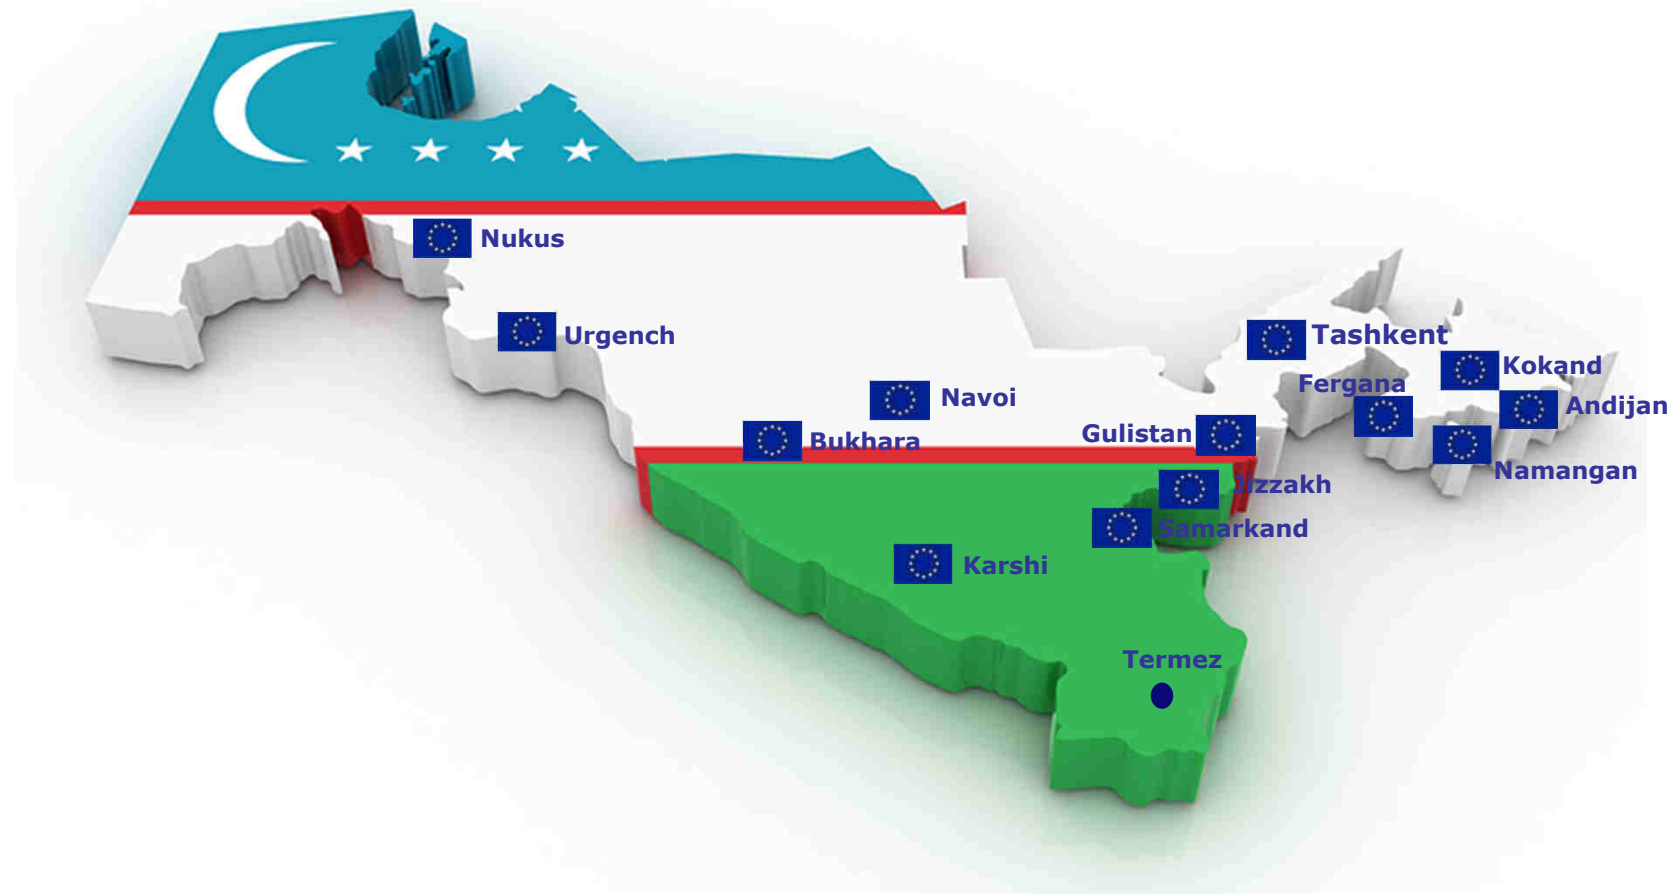 Nukus
Urgench
Tashkent
Kokand
Fergana
Navoi
Andijan
Gulistan
Bukhara
Namangan
Jizzakh
Samarkand
Karshi
Termez